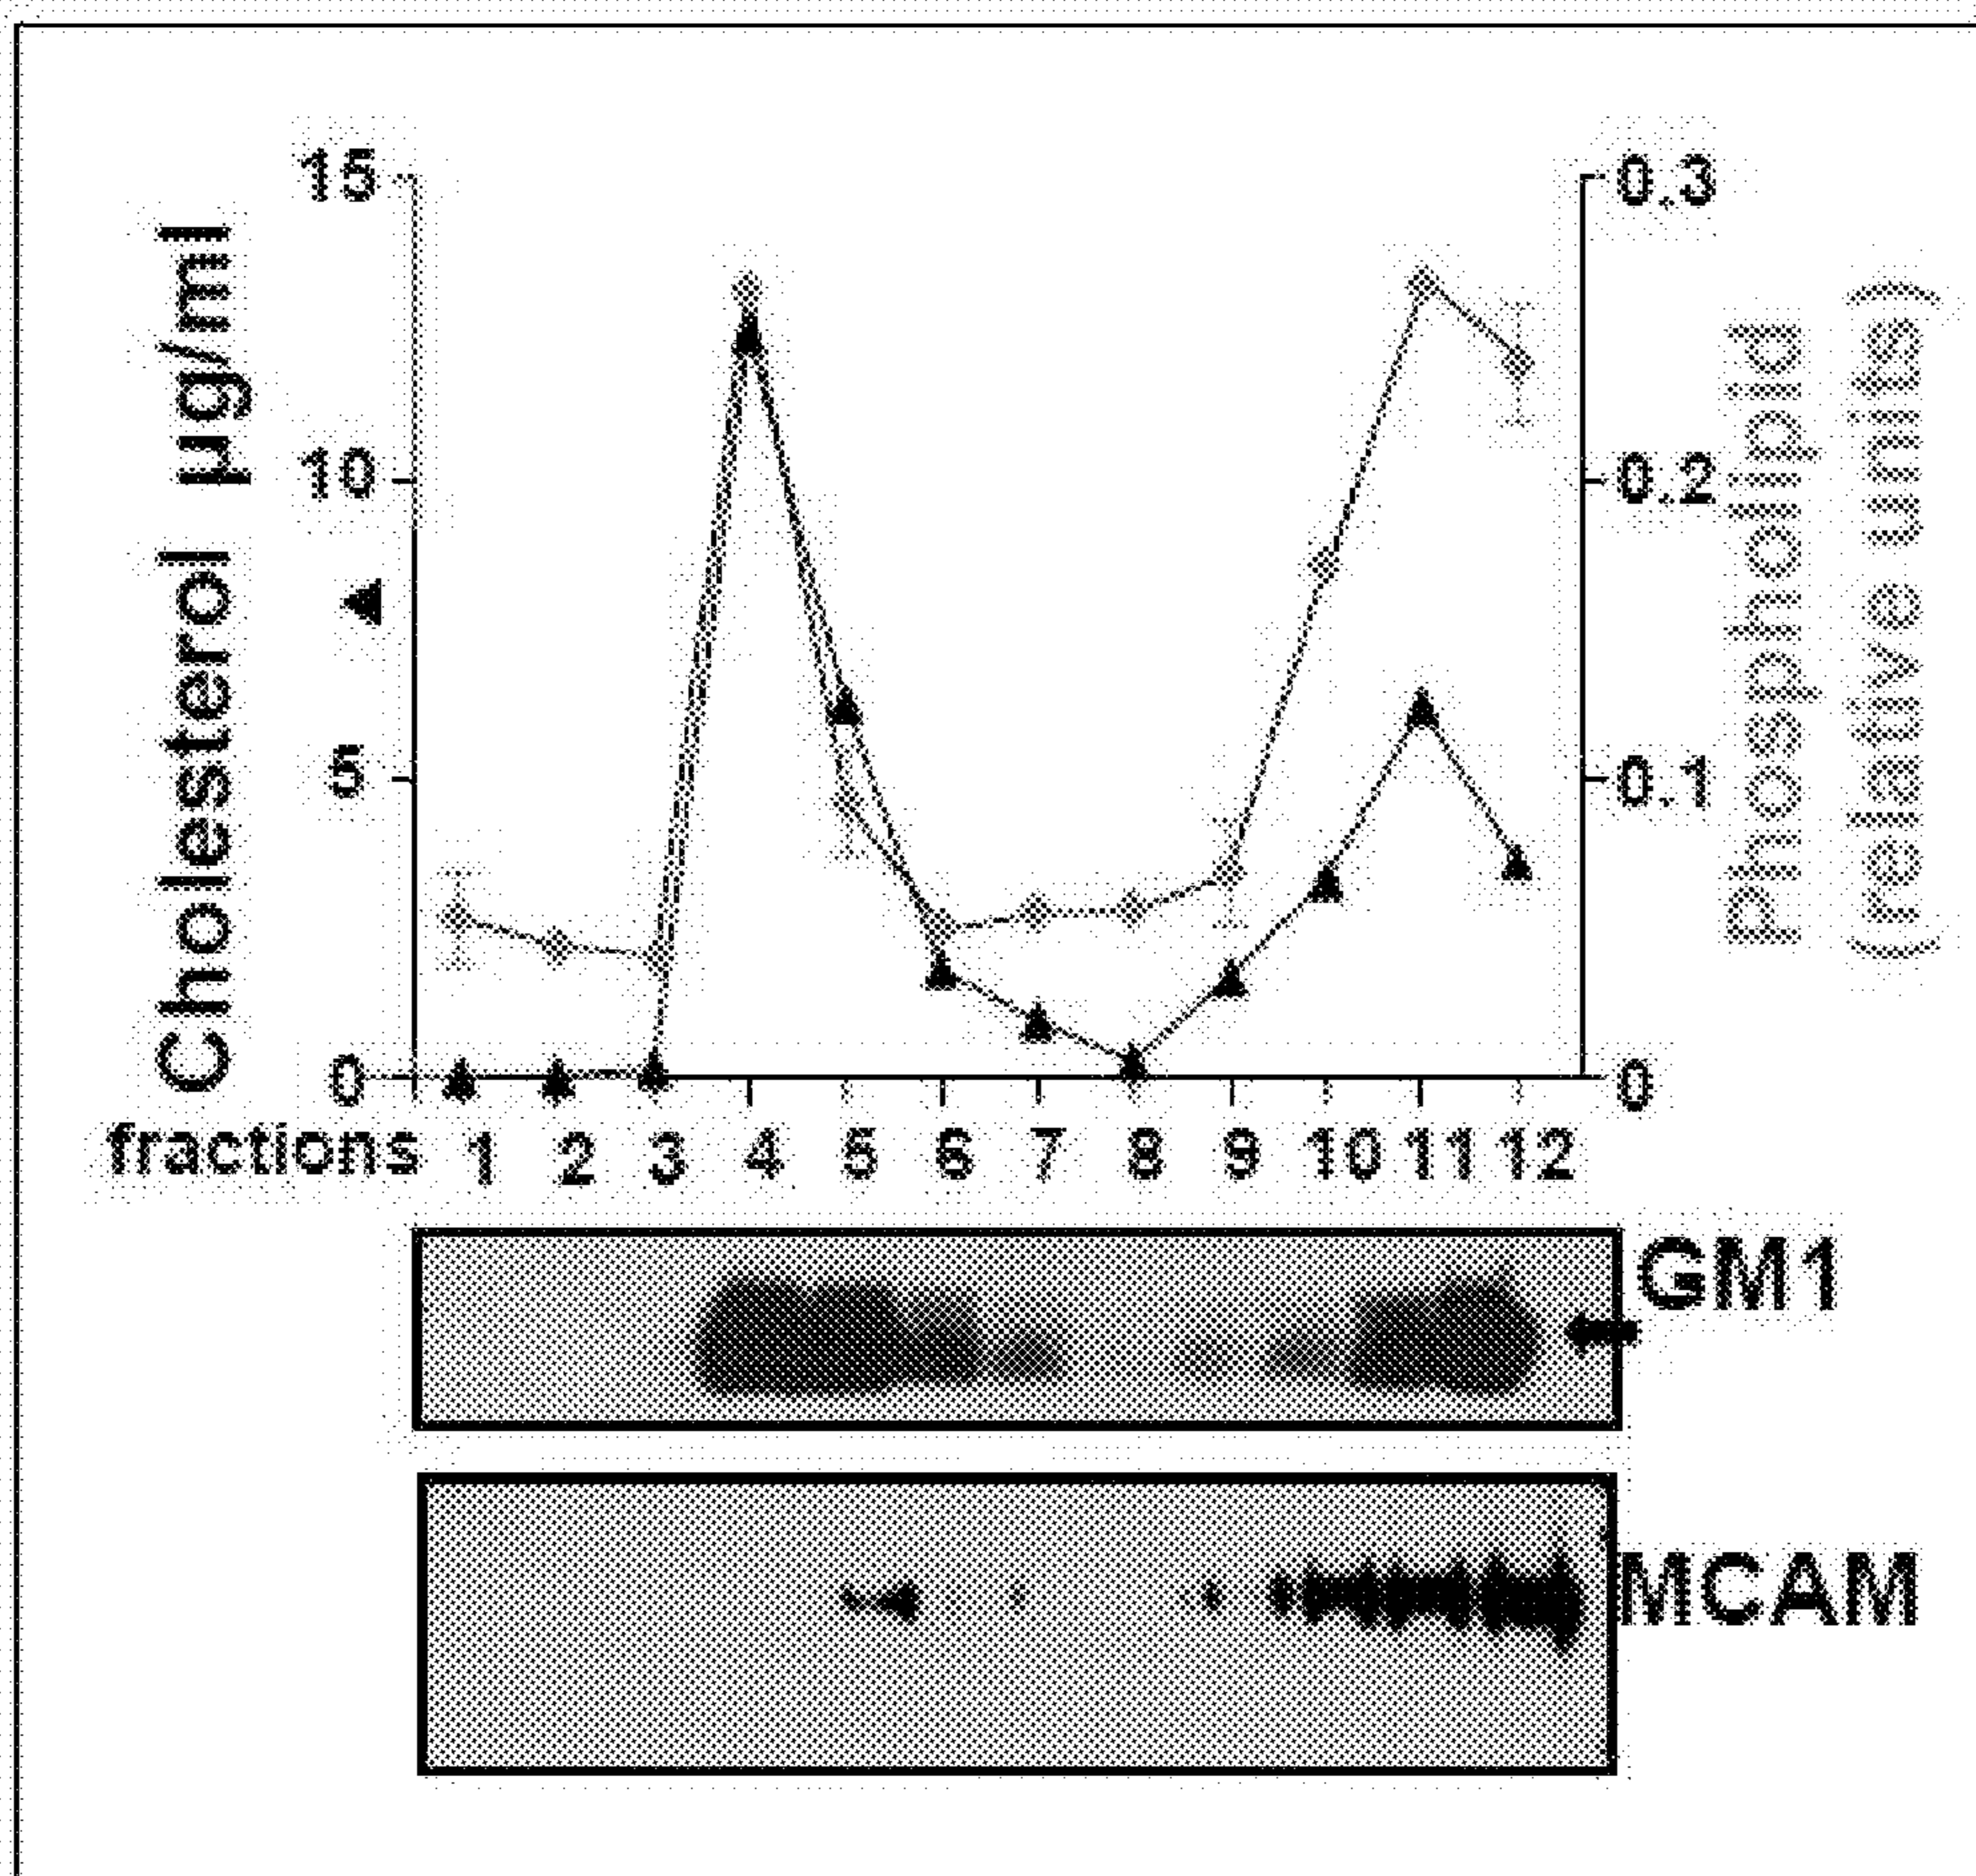 Cholesterol µg/ml
15
10
5
0
0.3
0.2
0.1
0
Phospholipid
(relative units)
fractions 1 2 3 4 5 6 7 8 9 10 11 12
GM1
MCAM